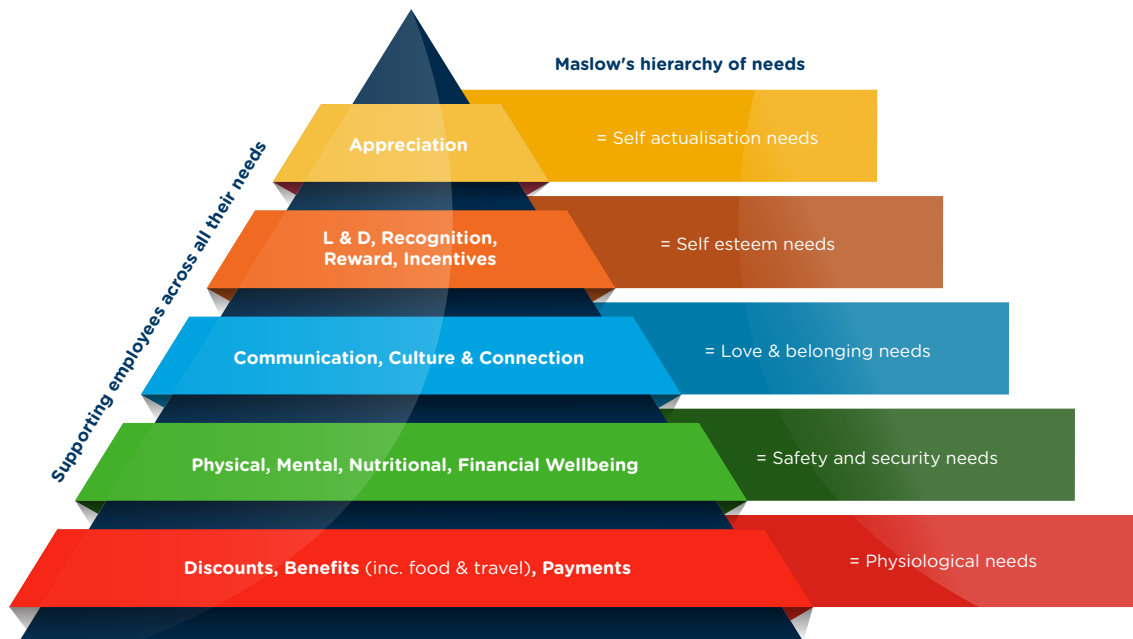 Maslow's hierarchy of needs
Supporting employees across all their needs
Appreciation
= Self actualisation needs
L & D, Recognition,
Reward, Incentives
= Self esteem needs
Communication, Culture & Connection
= Love & belonging needs
Physical, Mental, Nutritional, Financial Wellbeing
= Safety and security needs
Discounts, Benefits (inc. food & travel), Payments
= Physiological needs